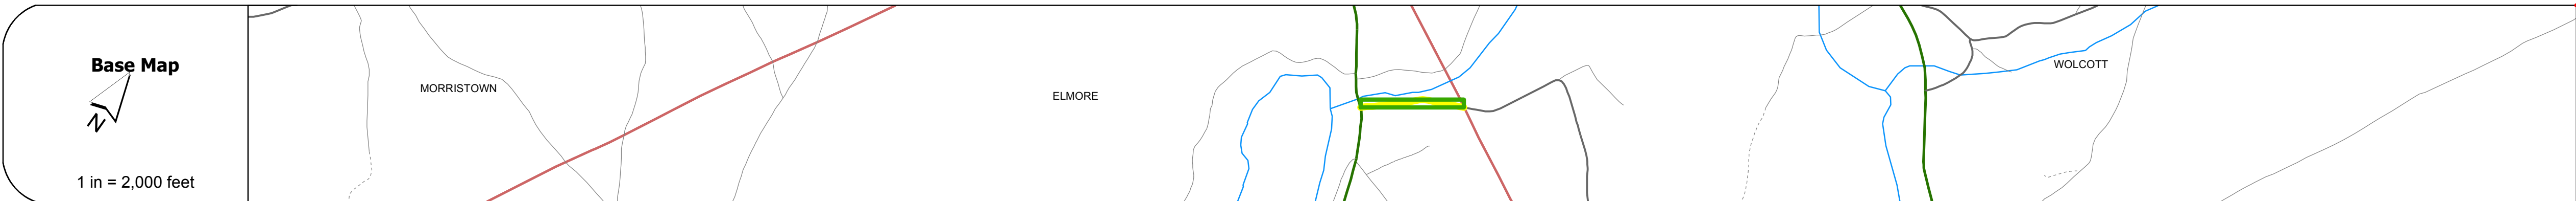 Base Map
N
1 in = 2,000 feet
MORRISTOWN
ELMORE
WOLCOTT